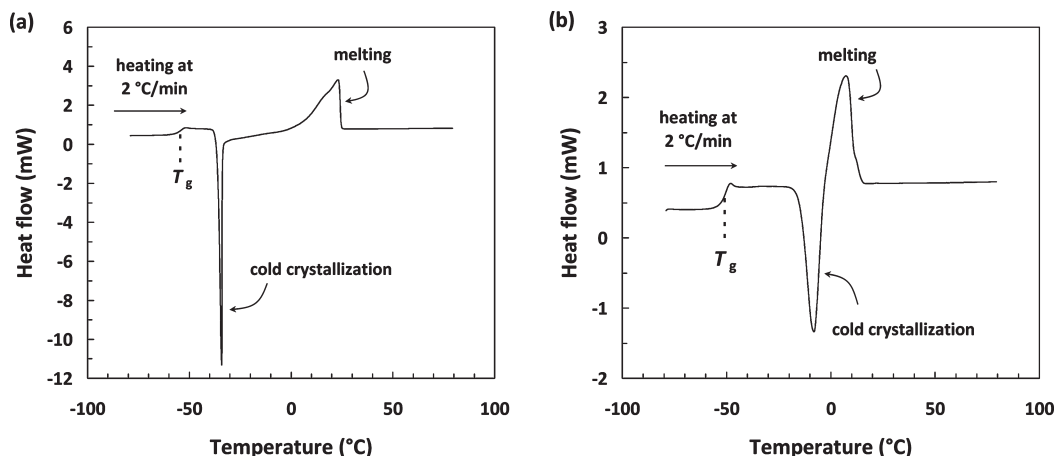 (a)
6
4
2
0
-2
-4
-6
-8
-10
-12
Heat flow (mW)
heating at
2 °C/min
melting
Tg
cold crystallization
-100 -50 0 50 100
Temperature (°C)
(b)
3
2
1
0
-1
-2
Heat flow (mW)
melting
heating at
2 °C/min
Tg
cold crystallization
-100 -50 0 50 100
Temperature (°C)